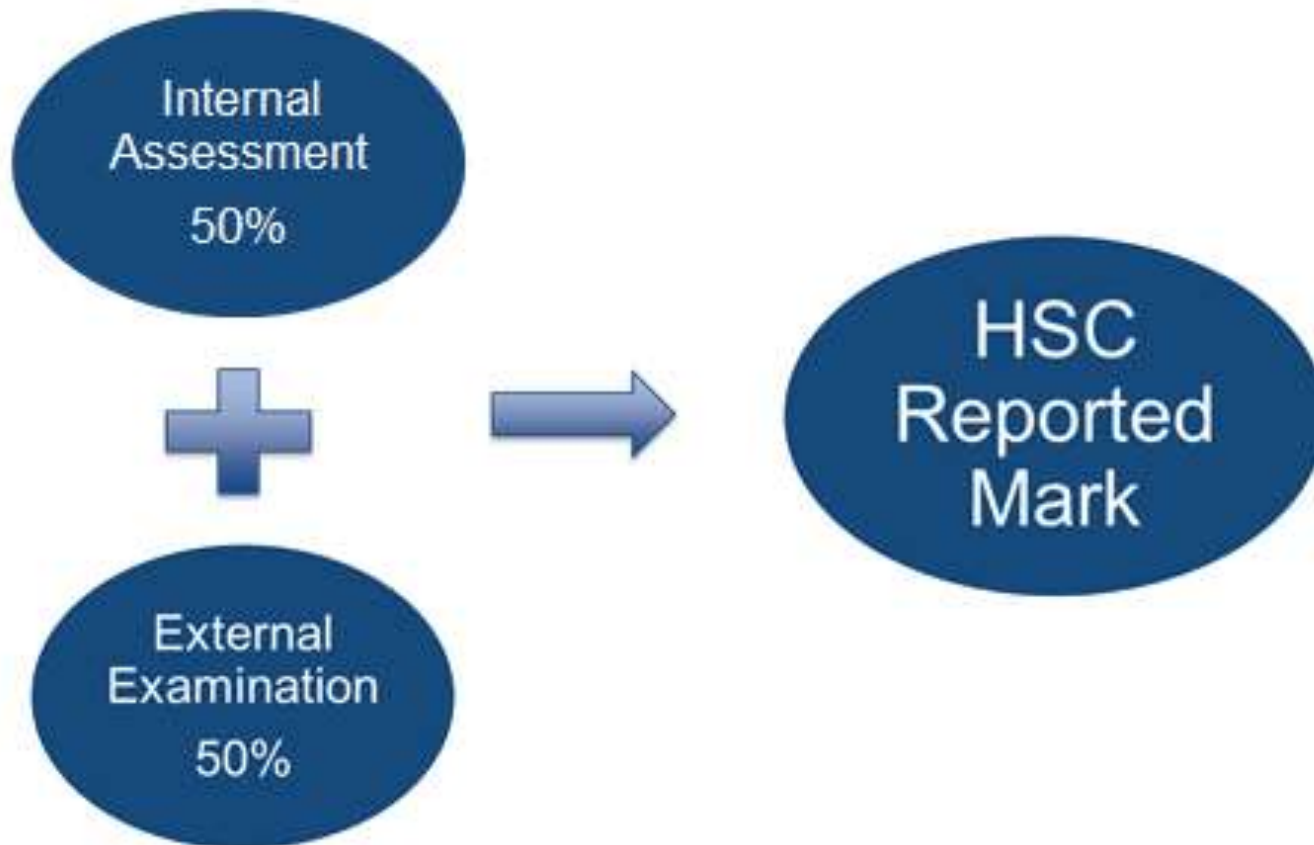 Internal
Assessment
50%
External
Examination
50%
HSC
Reported
Mark